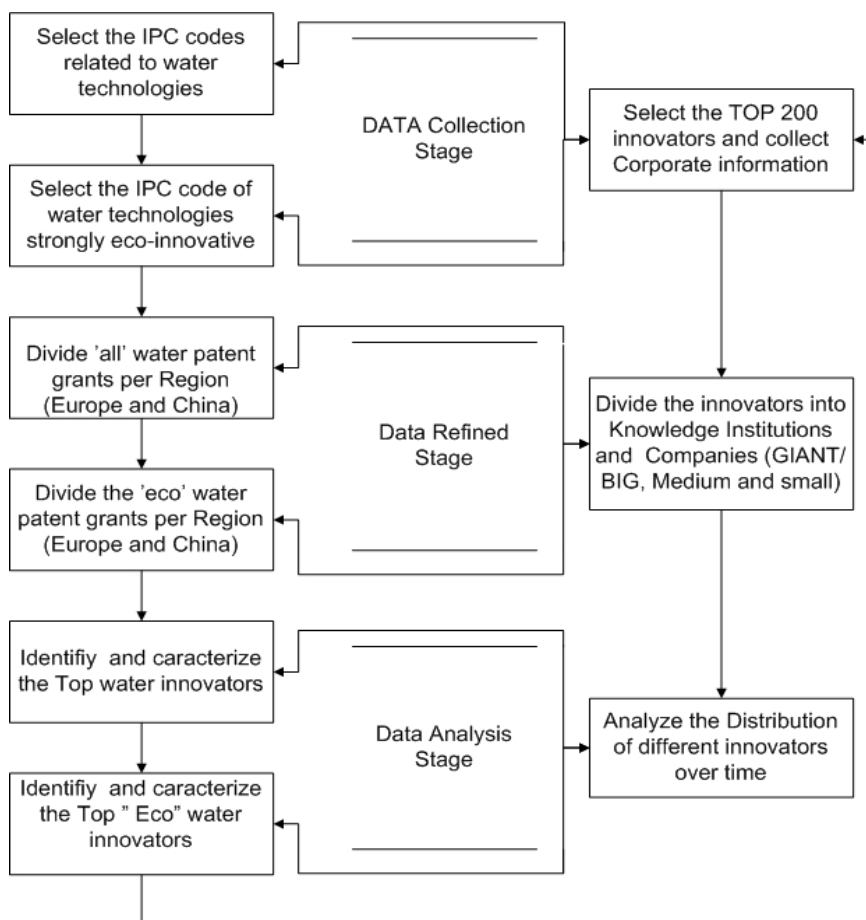 Select the IPC codes
related to water
technologies
Select the IPC code of
water technologies
strongly eco-innovative
Divide ’all’ water patent
grants per Region
(Europe and China)
Divide the ’eco’ water
patent grants per Region
(Europe and China)
Identifiy and caracterize
the Top water innovators
Identifiy and caracterize
the Top ” Eco” water
innovators
DATA Collection
Stage
Data Refined
Stage
Data Analysis
Stage
Select the TOP 200
innovators and collect
Corporate information
Divide the innovators into
Knowledge Institutions
and Companies (GIANT/
BIG, Medium and small)
Analyze the Distribution
of different innovators
over time